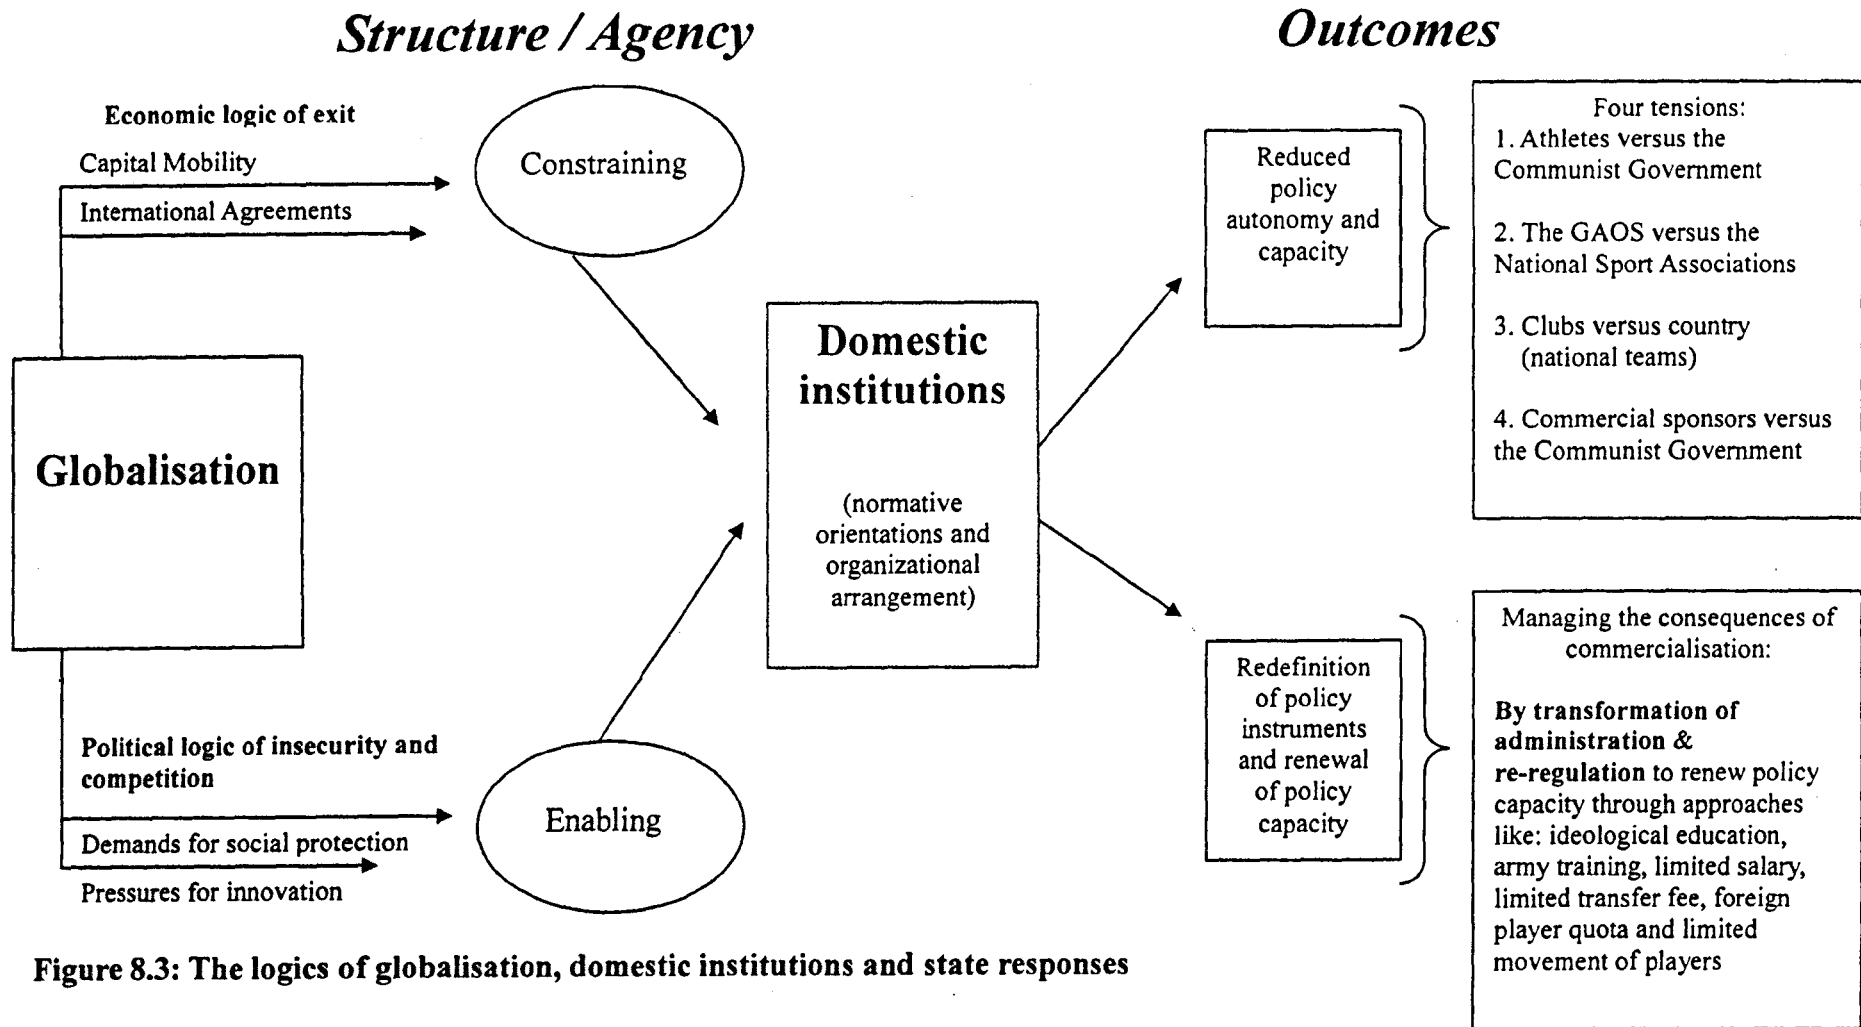 Structure / Agency
Outcomes
Economic logic of exit
Capital Mobility
International Agreements
Constraining
Globalisation
Political logic of insecurity and
competition
Demands for social protection
Pressures for innovation
Enabling
Domestic
institutions
(normative
orientations and
organizational
arrangement)
Reduced
policy
autonomy and
capacity
Four tensions:
1. Athletes versus the
Communist Government
2. The GAOS versus the
National Sport Associations
3. Clubs versus country
(national teams)
4. Commercial sponsors versus
the Communist Government
Redefinition
of policy
instruments
and renewal
of policy
capacity
Managing the consequences of
commercialisation:
By transformation of
administration &
re-regulation to renew policy
capacity through approaches
like: ideological education,
army training, limited salary,
limited transfer fee, foreign
player quota and limited
movement of players
Figure 8.3: The logics of globalisation, domestic institutions and state responses